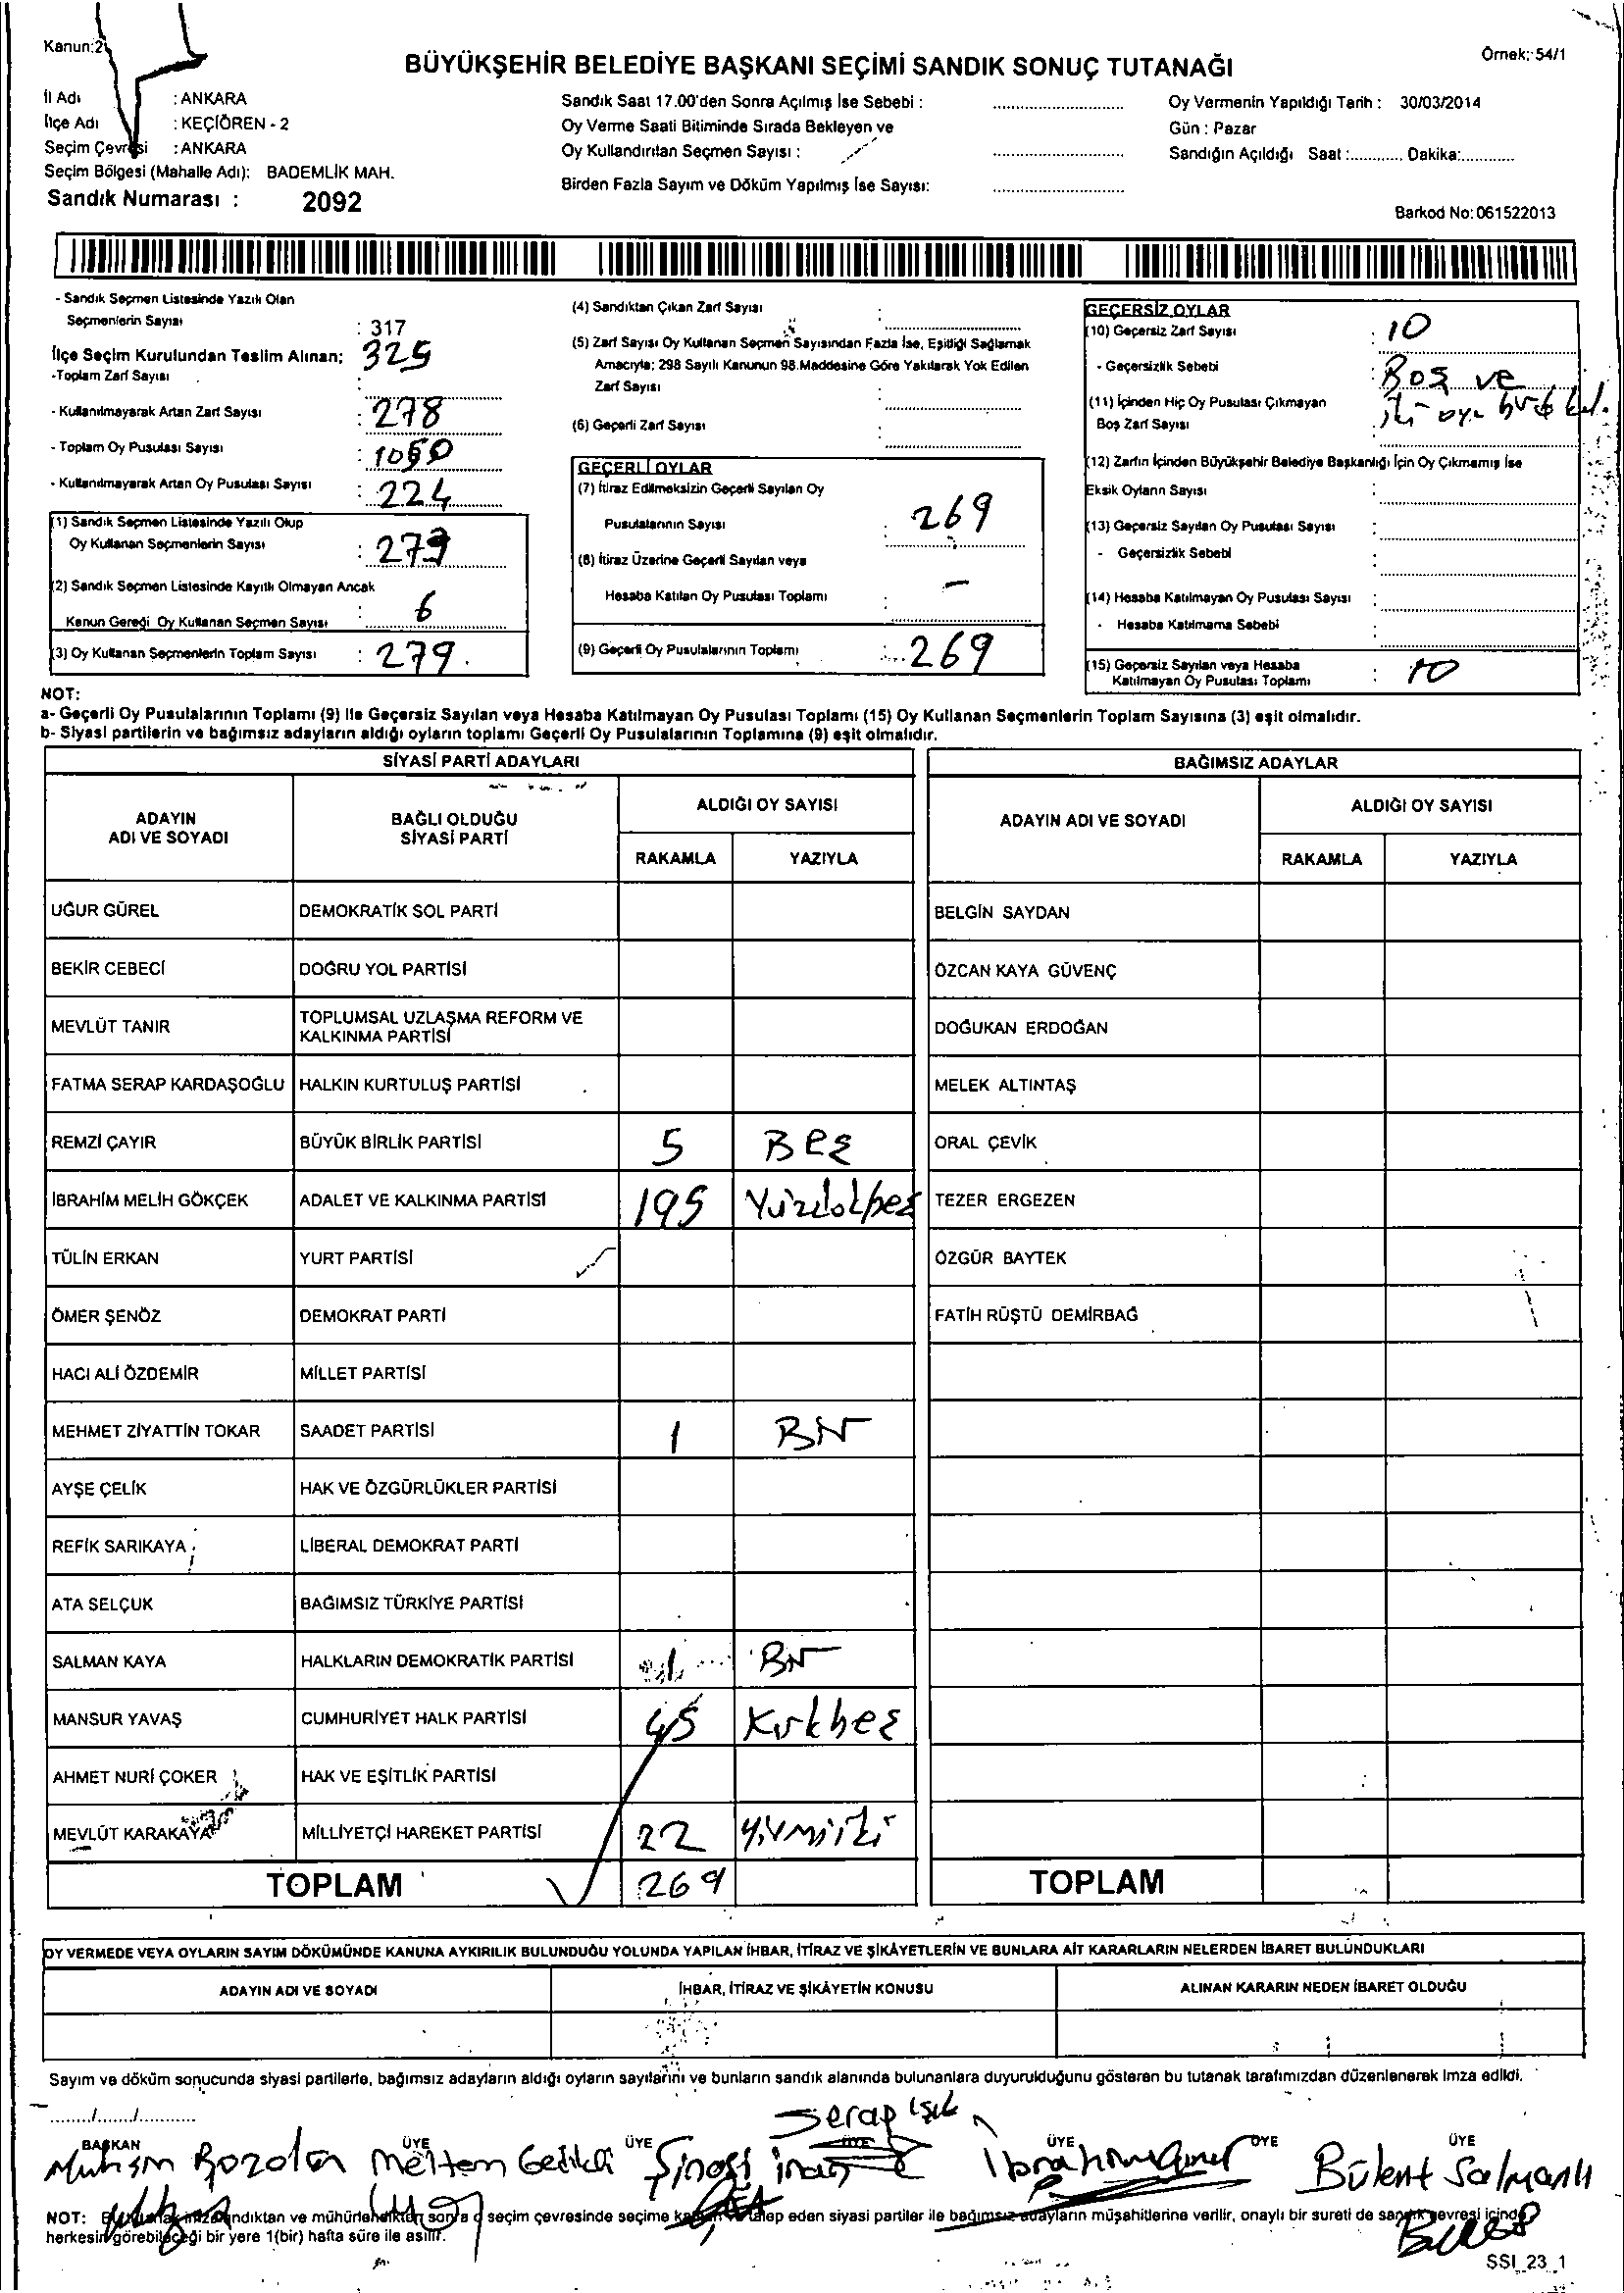 Kanun:2
BÜYÜKŞEHİR BELEDİYE BAŞKANI SEÇİMİ SANDIK SONUÇ TUTANAĞI
Örnek: 54/1
İl Adı : ANKARA
İlçe Adı : KEÇİÖREN - 2
Seçim Çevresi : ANKARA
Seçim Bölgesi (Mahalle Adı): BADEMLİK MAH.
Sandık Numarası : 2092
Sandık Saat 17.00'den Sonra Açılmış İse Sebebi :
Oy Verme Saati Bitiminde Sırada Bekleyen ve
Oy Kullandırılan Seçmen Sayısı :
Birden Fazla Sayım ve Döküm Yapılmış İse Sayısı:
Oy Vermenin Yapıldığı Tarih : 30/03/2014
Gün : Pazar
Sandığın Açıldığı Saat :............ Dakika:............
Barkod No: 061522013
- Sandık Seçmen Listesinde Yazılı Olan
Seçmenlerin Sayısı : 317
İlçe Seçim Kurulundan Teslim Alınan; 325
-Toplam Zarf Sayısı :
- Kullanılmayarak Artan Zarf Sayısı : 278
- Toplam Oy Pusulası Sayısı : 1050
- Kullanılmayarak Artan Oy Pusulası Sayısı : 224
(1) Sandık Seçmen Listesinde Yazılı Olup
Oy Kullanan Seçmenlerin Sayısı : 273
(2) Sandık Seçmen Listesinde Kayıtlı Olmayan Ancak
Kanun Gereği Oy Kullanan Seçmen Sayısı : 6
(3) Oy Kullanan Seçmenlerin Toplam Sayısı : 279
(4) Sandıktan Çıkan Zarf Sayısı :
(5) Zarf Sayısı Oy Kullanan Seçmen Sayısından Fazla İse, Eşitliği Sağlamak
Amacıyla; 298 Sayılı Kanunun 98.Maddesine Göre Yakılarak Yok Edilen
Zarf Sayısı :
(6) Geçerli Zarf Sayısı :
GEÇERLİ OYLAR
(7) İtiraz Edilmeksizin Geçerli Sayılan Oy
Pusulalarının Sayısı : 269
(8) İtiraz Üzerine Geçerli Sayılan veya
Hesaba Katılan Oy Pusulası Toplamı : -
(9) Geçerli Oy Pusulalarının Toplamı : 269
GEÇERSİZ OYLAR
(10) Geçersiz Zarf Sayısı : 10
- Geçersizlik Sebebi : Boş ve
(11) İçinden Hiç Oy Pusulası Çıkmayan
Boş Zarf Sayısı :
(12) Zarfın İçinden Büyükşehir Belediye Başkanlığı İçin Oy Çıkmamış İse
Eksik Oyların Sayısı :
(13) Geçersiz Sayılan Oy Pusulası Sayısı :
- Geçersizlik Sebebi
(14) Hesaba Katılmayan Oy Pusulası Sayısı :
- Hesaba Katılmama Sebebi :
(15) Geçersiz Sayılan veya Hesaba
Katılmayan Oy Pusulası Toplamı : 10
NOT:
a- Geçerli Oy Pusulalarının Toplamı (9) İle Geçersiz Sayılan veya Hesaba Katılmayan Oy Pusulası Toplamı (15) Oy Kullanan Seçmenlerin Toplam Sayısına (3) eşit olmalıdır.
b- Siyasi partilerin ve bağımsız adayların aldığı oyların toplamı Geçerli Oy Pusulalarının Toplamına (9) eşit olmalıdır.
SİYASİ PARTİ ADAYLARI
ADAYIN ADI VE SOYADI
BAĞLI OLDUĞU SİYASİ PARTİ
ALDIĞI OY SAYISI
RAKAMLA YAZIYLA
UĞUR GÜREL DEMOKRATİK SOL PARTİ
BEKİR CEBECİ DOĞRU YOL PARTİSİ
MEVLÜT TANIR TOPLUMSAL UZLAŞMA REFORM VE
KALKINMA PARTİSİ
FATMA SERAP KARDAŞOĞLU HALKIN KURTULUŞ PARTİSİ
REMZİ ÇAYIR BÜYÜK BİRLİK PARTİSİ 5 Beş
İBRAHİM MELİH GÖKÇEK ADALET VE KALKINMA PARTİSİ 195
TÜLİN ERKAN YURT PARTİSİ
ÖMER ŞENÖZ DEMOKRAT PARTİ
HACI ALİ ÖZDEMİR MİLLET PARTİSİ
MEHMET ZİYATTİN TOKAR SAADET PARTİSİ 1 Bir
AYŞE ÇELİK HAK VE ÖZGÜRLÜKLER PARTİSİ
REFİK SARIKAYA LİBERAL DEMOKRAT PARTİ
ATA SELÇUK BAĞIMSIZ TÜRKİYE PARTİSİ
SALMAN KAYA HALKLARIN DEMOKRATİK PARTİSİ 1 Bir
MANSUR YAVAŞ CUMHURİYET HALK PARTİSİ 45 Kırkbeş
AHMET NURİ ÇOKER HAK VE EŞİTLİK PARTİSİ
MEVLÜT KARAKAYA MİLLİYETÇİ HAREKET PARTİSİ 22 Yirmiiki
TOPLAM 269
BAĞIMSIZ ADAYLAR
ADAYIN ADI VE SOYADI
ALDIĞI OY SAYISI
RAKAMLA YAZIYLA
BELGİN SAYDAN
ÖZCAN KAYA GÜVENÇ
DOĞUKAN ERDOĞAN
MELEK ALTINTAŞ
ORAL ÇEVİK
TEZER ERGEZEN
ÖZGÜR BAYTEK
FATİH RÜŞTÜ DEMİRBAĞ
TOPLAM
OY VERMEDE VEYA OYLARIN SAYIM DÖKÜMÜNDE KANUNA AYKIRILIK BULUNDUĞU YOLUNDA YAPILAN İHBAR, İTİRAZ VE ŞİKÂYETLERİN VE BUNLARA AİT KARARLARIN NELERDEN İBARET BULUNDUKLARI
ADAYIN ADI VE SOYADI İHBAR, İTİRAZ VE ŞİKÂYETİN KONUSU ALINAN KARARIN NEDEN İBARET OLDUĞU
Sayım ve döküm sonucunda siyasi partilerle, bağımsız adayların aldığı oyların sayılarını ve bunların sandık alanında bulunanlara duyurulduğunu gösteren bu tutanak tarafımızdan düzenlenerek imza edildi.
......../......../............
Serap Işık
BAŞKAN ÜYE ÜYE ÜYE ÜYE ÜYE ÜYE
Muhsin Bozolan Meltem Gedikli Şinasi İnanç Bülent Salmanlı
NOT: imzalandıktan ve mühürlendikten sonra seçim çevresinde seçime talep eden siyasi partiler ile bağımsız adayların müşahitlerine verilir, onaylı bir sureti de sandık çevresi içinde
herkesin görebileceği bir yere 1(bir) hafta süre ile asılır.
SSI_23_1